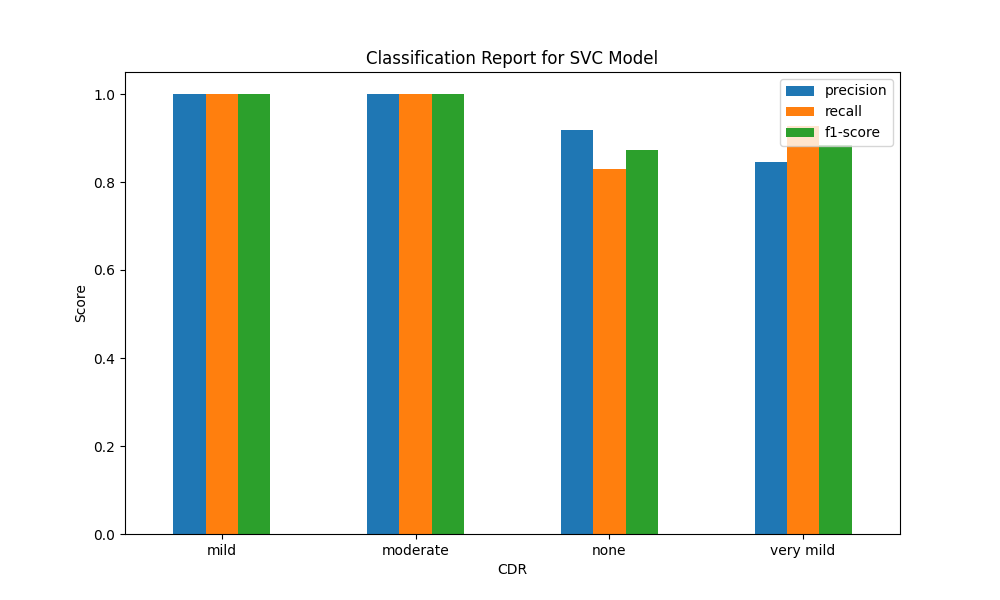 Classification Report for SVC Model
precision
recall
f1-score
1.0
0.8
0.6
0.4
0.2
0.0
Score
mild
moderate
none
very mild
CDR